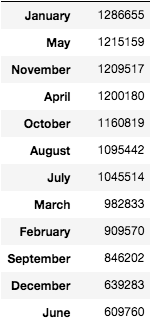 January 1286655
May 1215159
November 1209517
April 1200180
October 1160819
August 1095442
July 1045514
March 982833
February 909570
September 846202
December 639283
June 609760